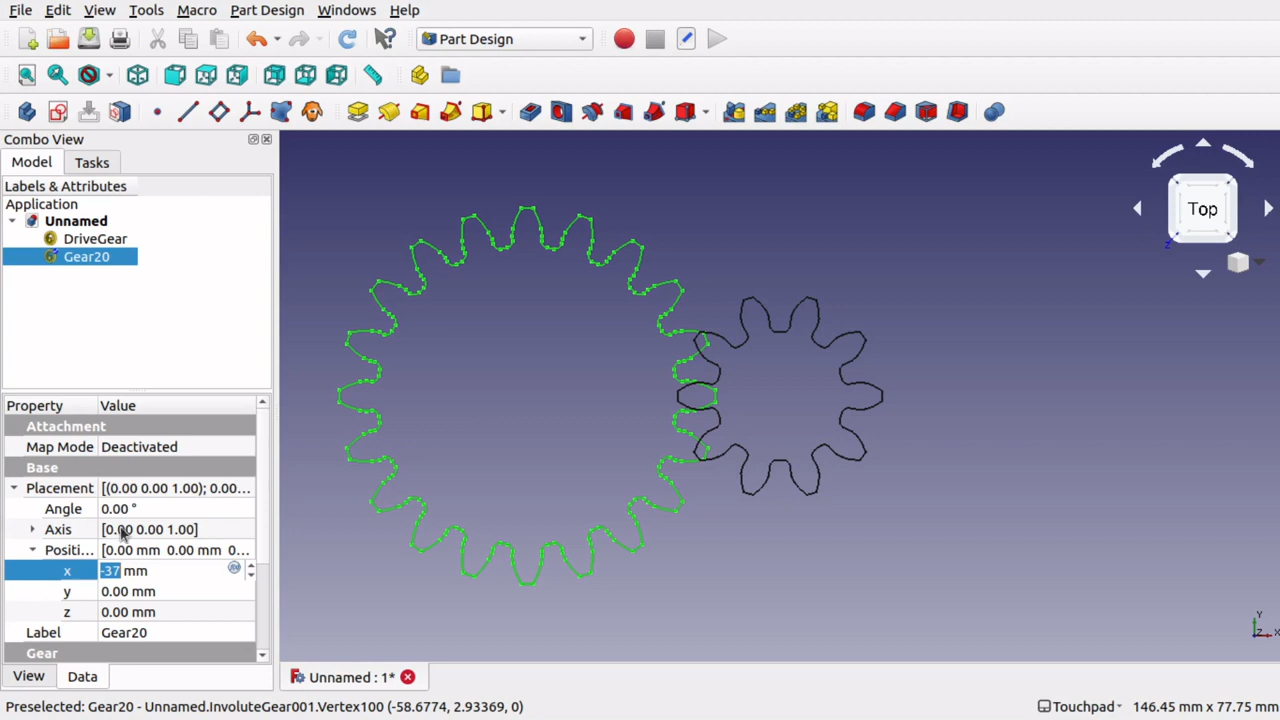 File Edit View Tools Macro Part Design Windows Help
Part Design
Combo View
Model Tasks
Labels & Attributes
Application
Unnamed
DriveGear
Gear20
Property Value
Attachment
Map Mode Deactivated
Base
Placement [(0.00 0.00 1.00); 0.00...
Angle 0.00 °
Axis [0.00 0.00 1.00]
Positi... [0.00 mm 0.00 mm 0...
x -37 mm
y 0.00 mm
z 0.00 mm
Label Gear20
Gear
View Data
Top
Z
Y
Z X
Unnamed : 1*
Preselected: Gear20 - Unnamed.InvoluteGear001.Vertex100 (-58.6774, 2.93369, 0)
Touchpad 146.45 mm x 77.75 mm